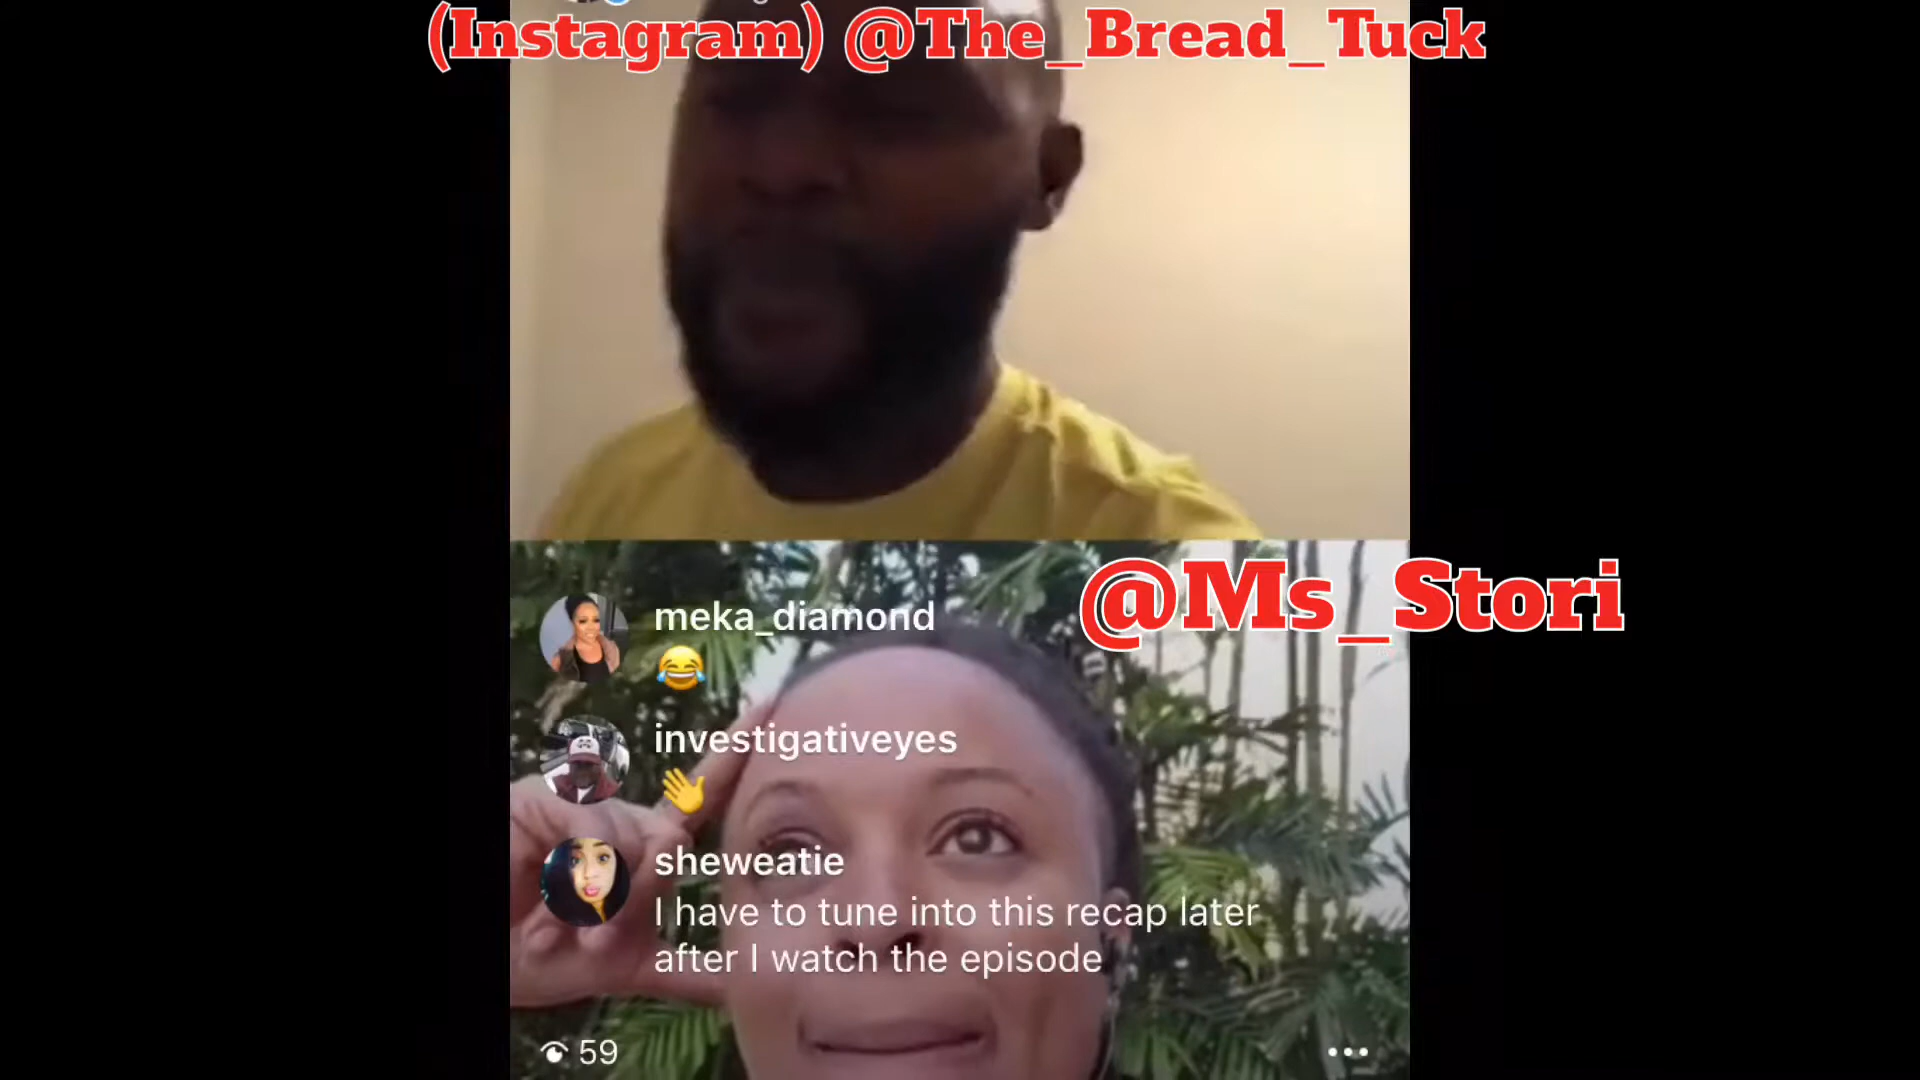 (Instagram) @The_Bread_Tuck
@Ms_Stori
meka_diamond
😂
investigativeyes
👋
sheweatie
I have to tune into this recap later
after I watch the episode
59